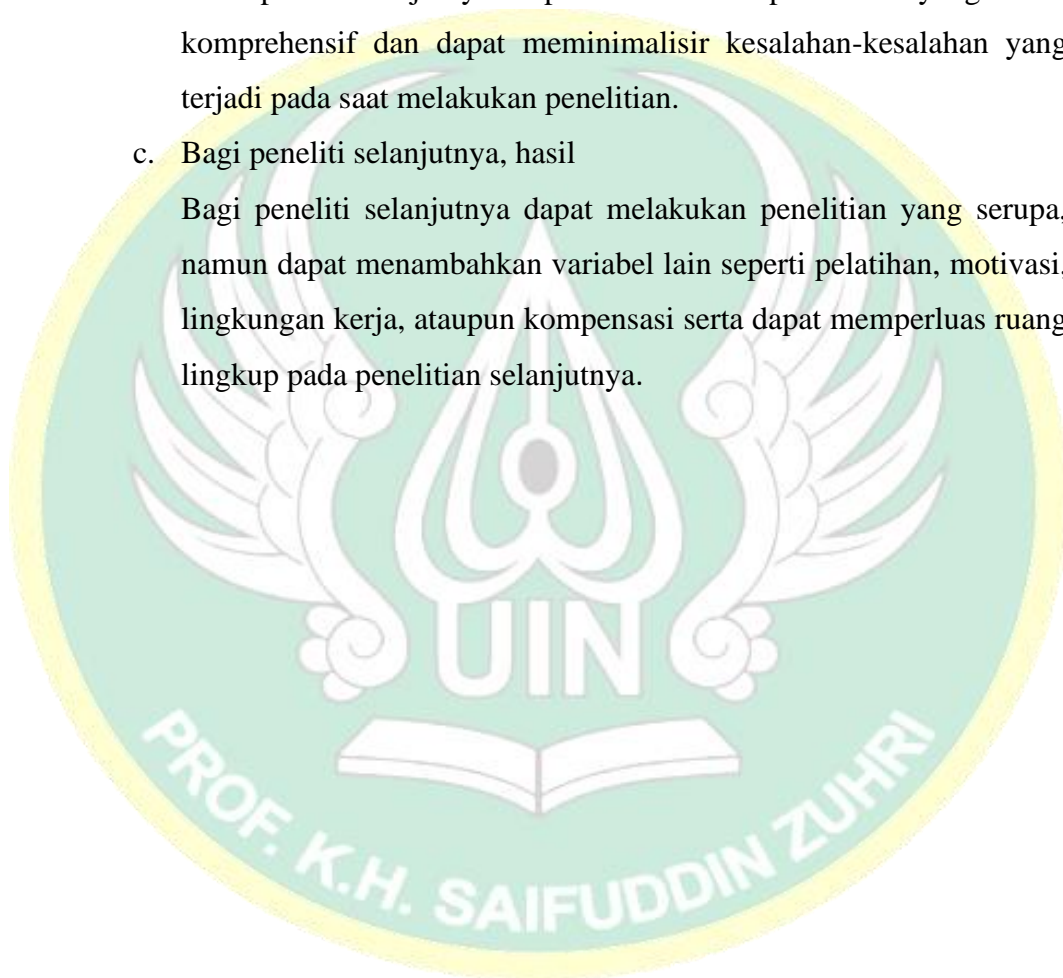 komprehensif dan dapat meminimalisir kesalahan-kesalahan yang
terjadi pada saat melakukan penelitian.
c. Bagi peneliti selanjutnya, hasil
Bagi peneliti selanjutnya dapat melakukan penelitian yang serupa,
namun dapat menambahkan variabel lain seperti pelatihan, motivasi,
lingkungan kerja, ataupun kompensasi serta dapat memperluas ruang
lingkup pada penelitian selanjutnya.
UIN
PROF. K.H. SAIFUDDIN ZUHRI